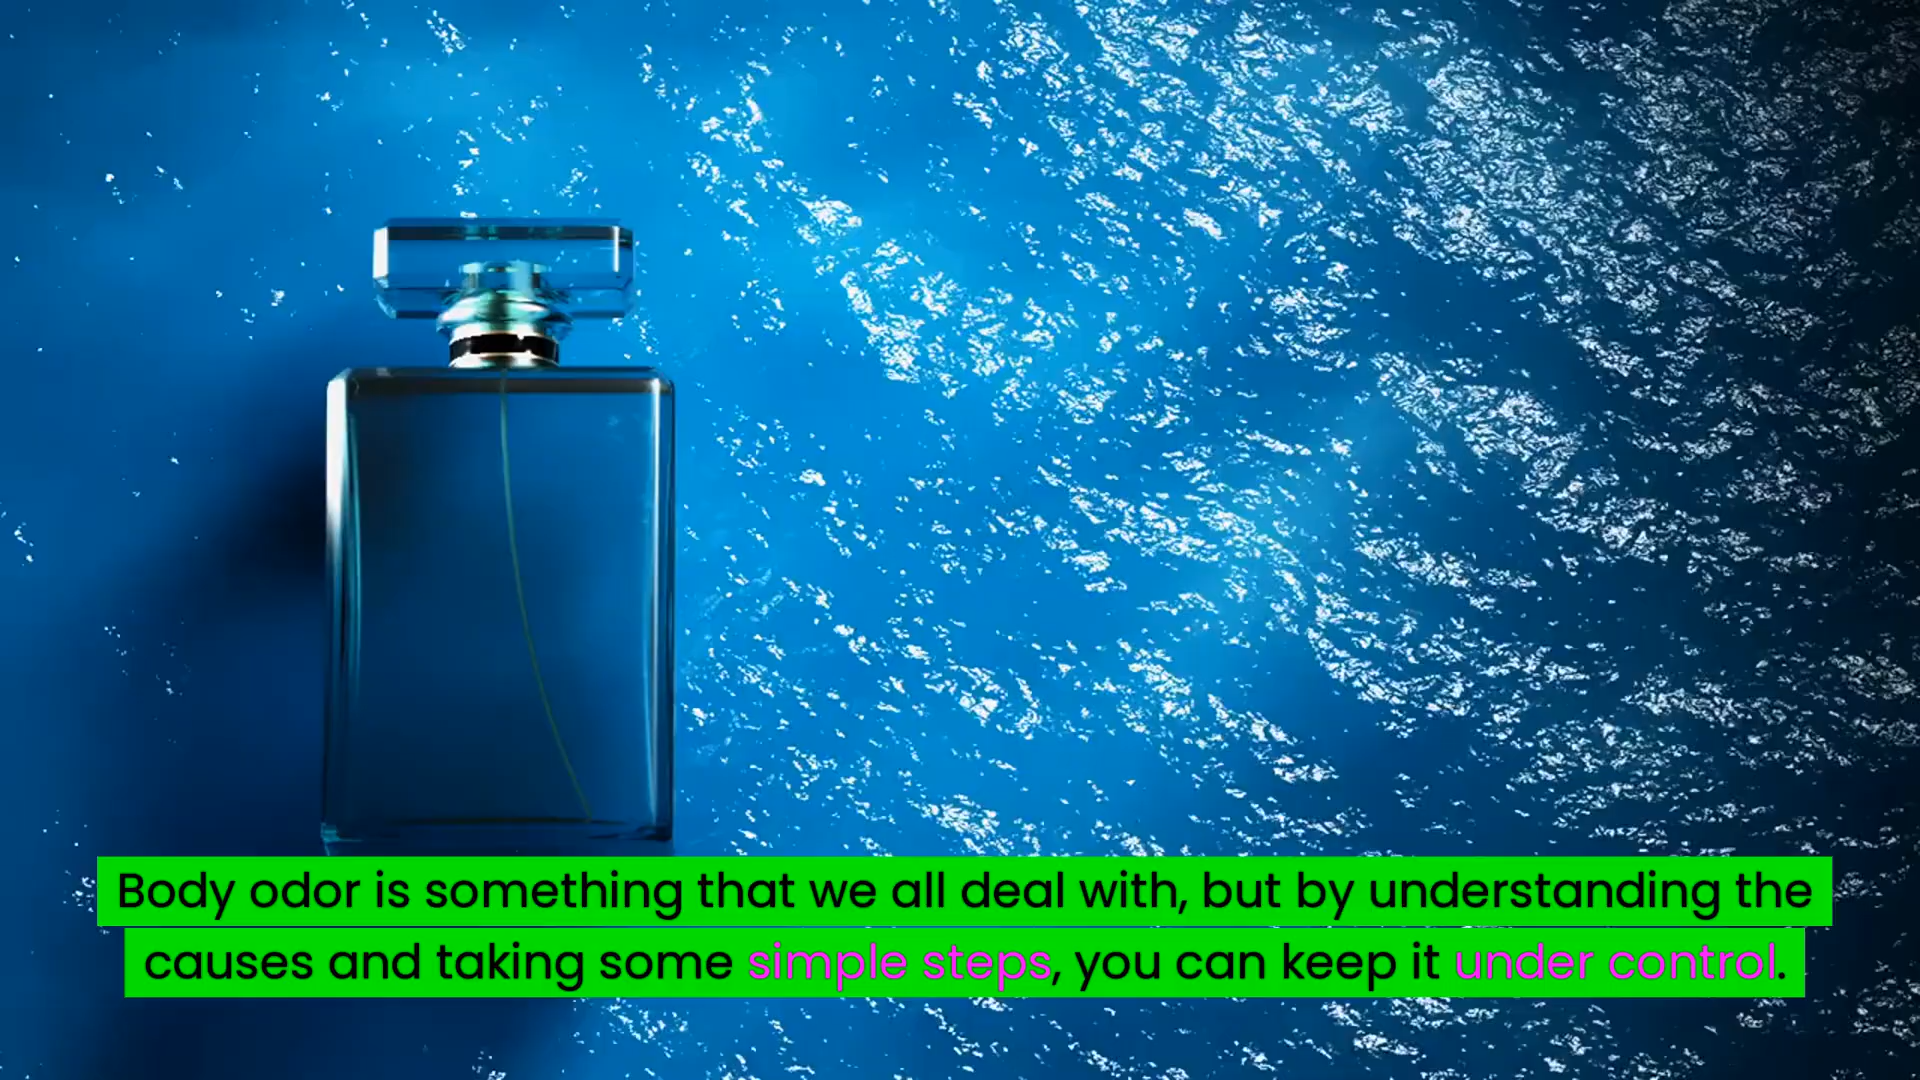 Body odor is something that we all deal with, but by understanding the
causes and taking some simple steps, you can keep it under control.